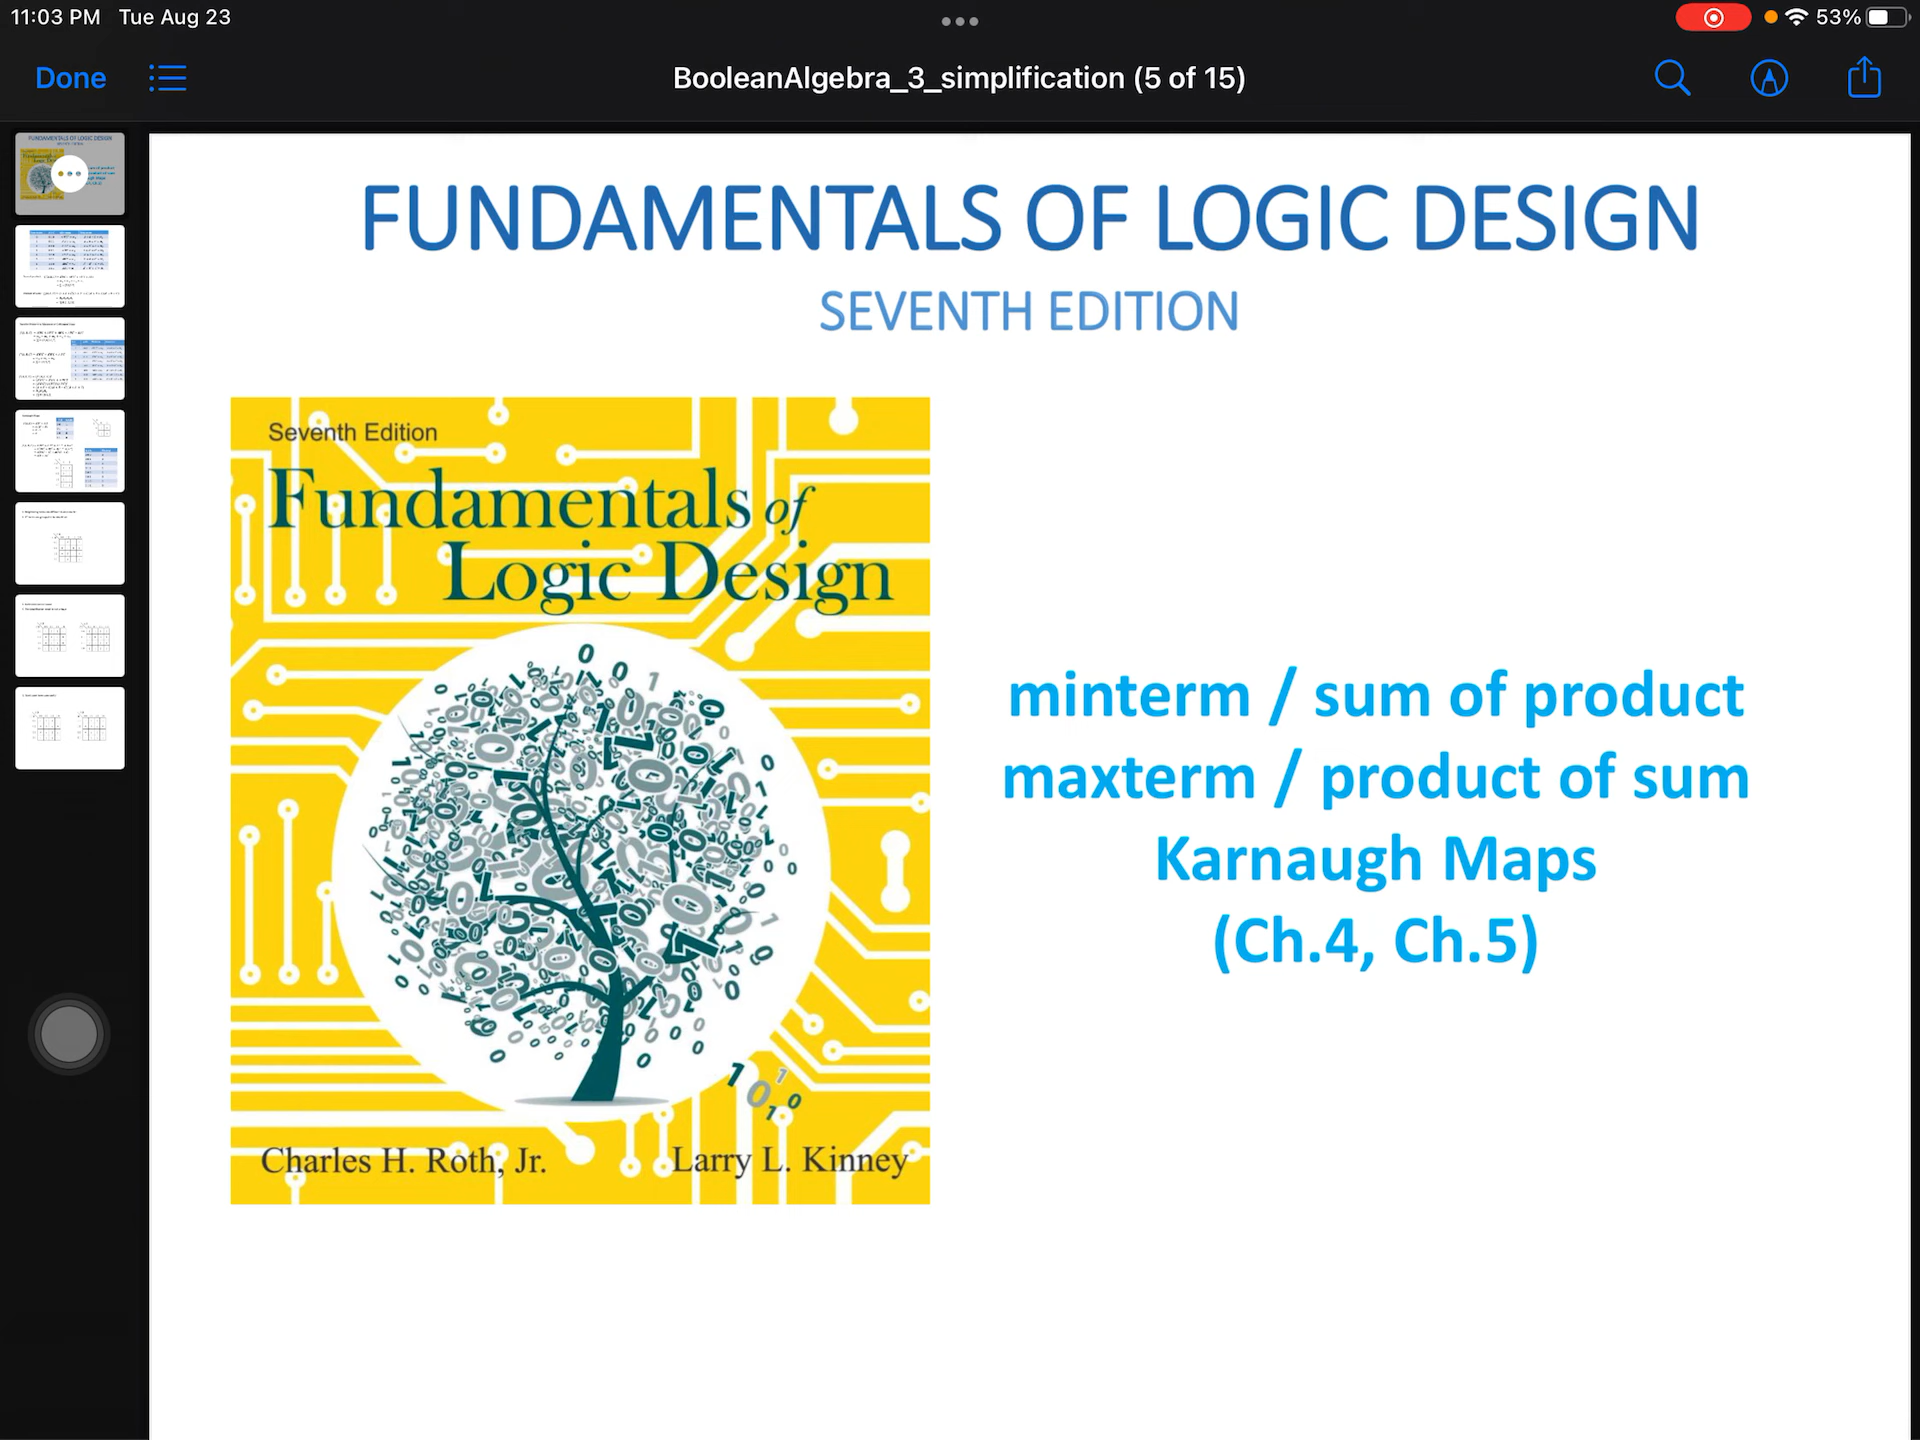 11:03 PM Tue Aug 23
53%
Done
BooleanAlgebra_3_simplification (5 of 15)
FUNDAMENTALS OF LOGIC DESIGN
SEVENTH EDITION
Seventh Edition
Fundamentals of
Logic Design
Charles H. Roth, Jr.
Larry L. Kinney
minterm / sum of product
maxterm / product of sum
Karnaugh Maps
(Ch.4, Ch.5)